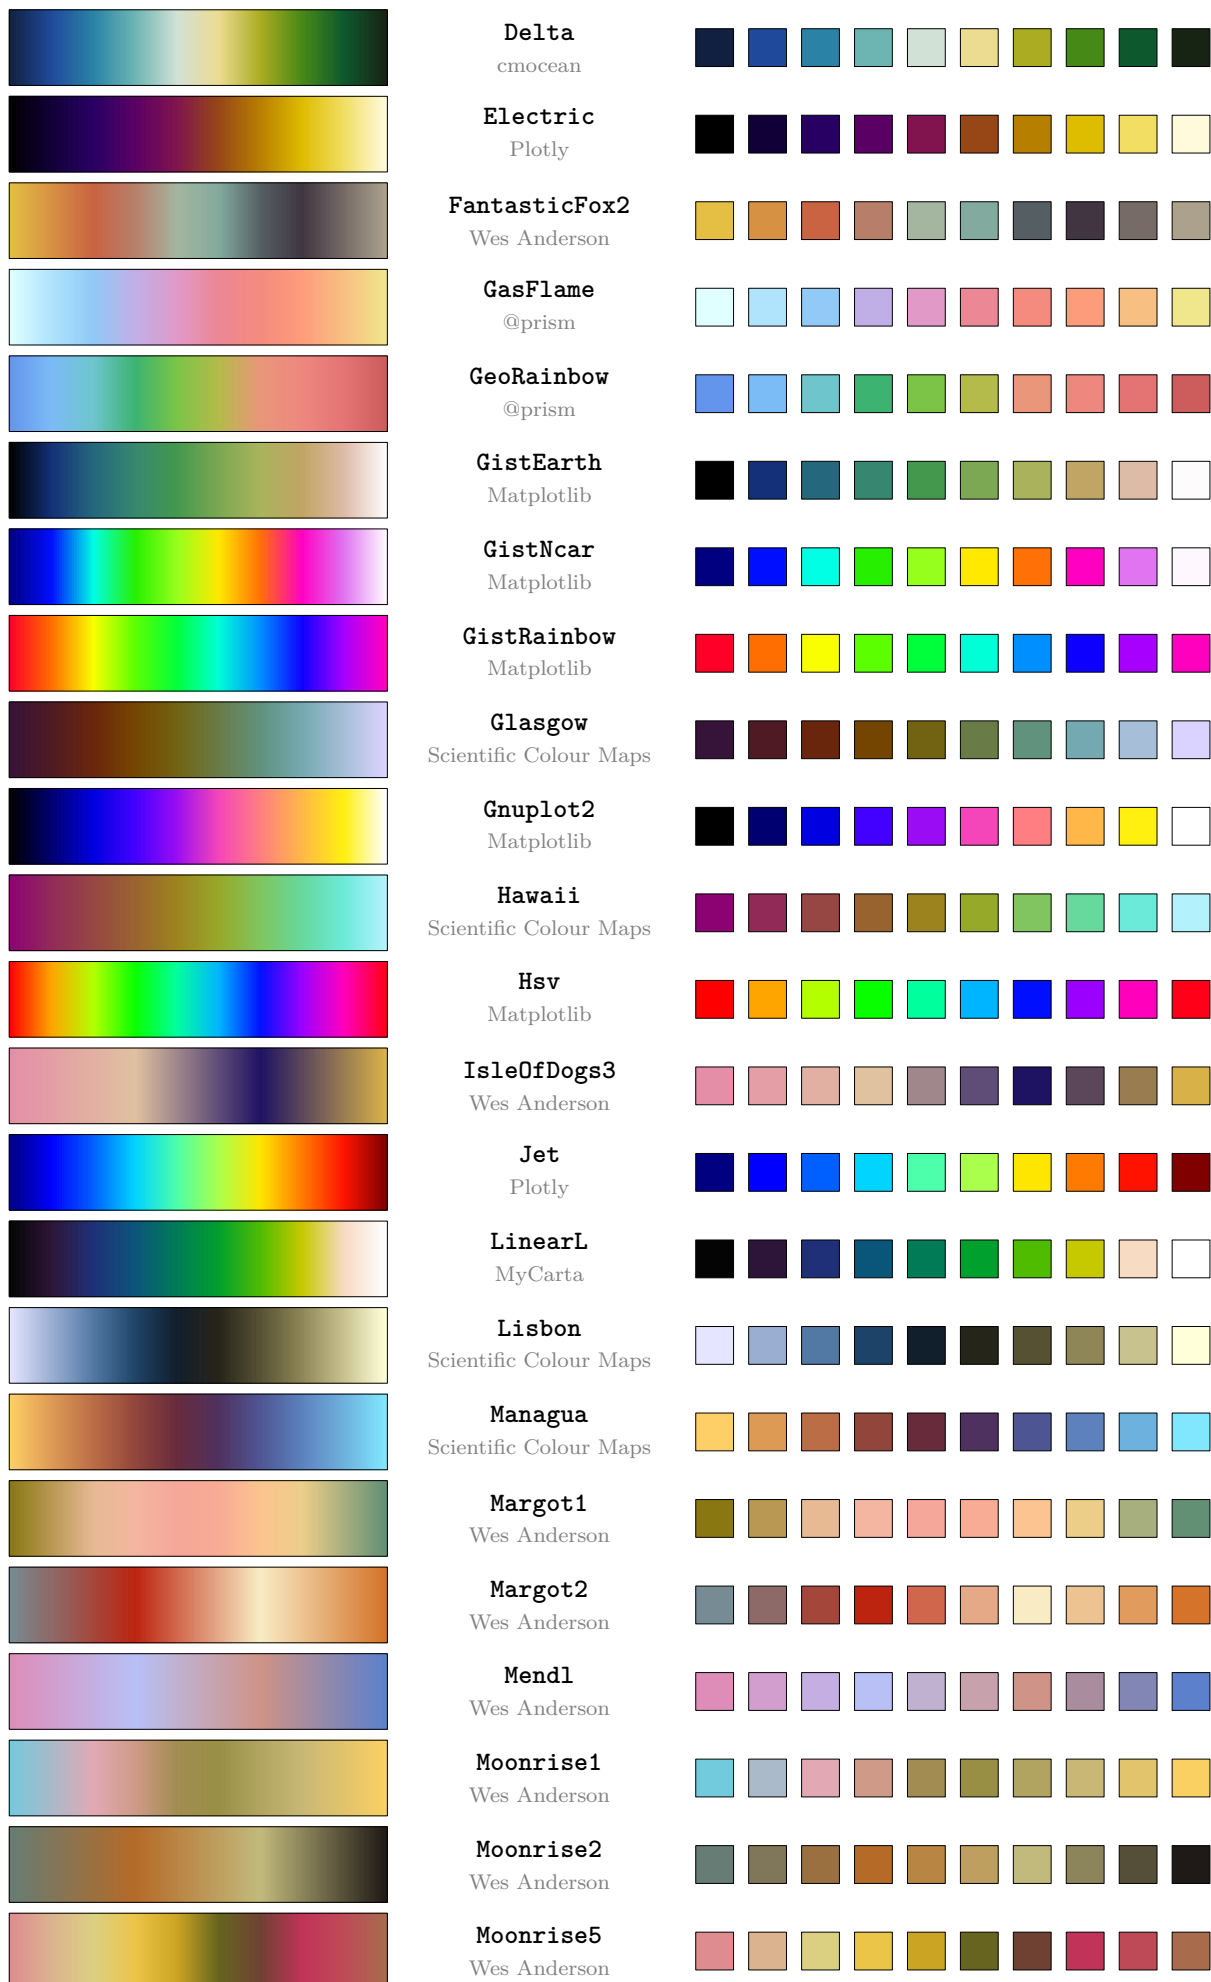 Delta
cmocean
Electric
Plotly
FantasticFox2
Wes Anderson
GasFlame
@prism
GeoRainbow
@prism
GistEarth
Matplotlib
GistNcar
Matplotlib
GistRainbow
Matplotlib
Glasgow
Scientific Colour Maps
Gnuplot2
Matplotlib
Hawaii
Scientific Colour Maps
Hsv
Matplotlib
IsleOfDogs3
Wes Anderson
Jet
Plotly
LinearL
MyCarta
Lisbon
Scientific Colour Maps
Managua
Scientific Colour Maps
Margot1
Wes Anderson
Margot2
Wes Anderson
Mendl
Wes Anderson
Moonrise1
Wes Anderson
Moonrise2
Wes Anderson
Moonrise5
Wes Anderson